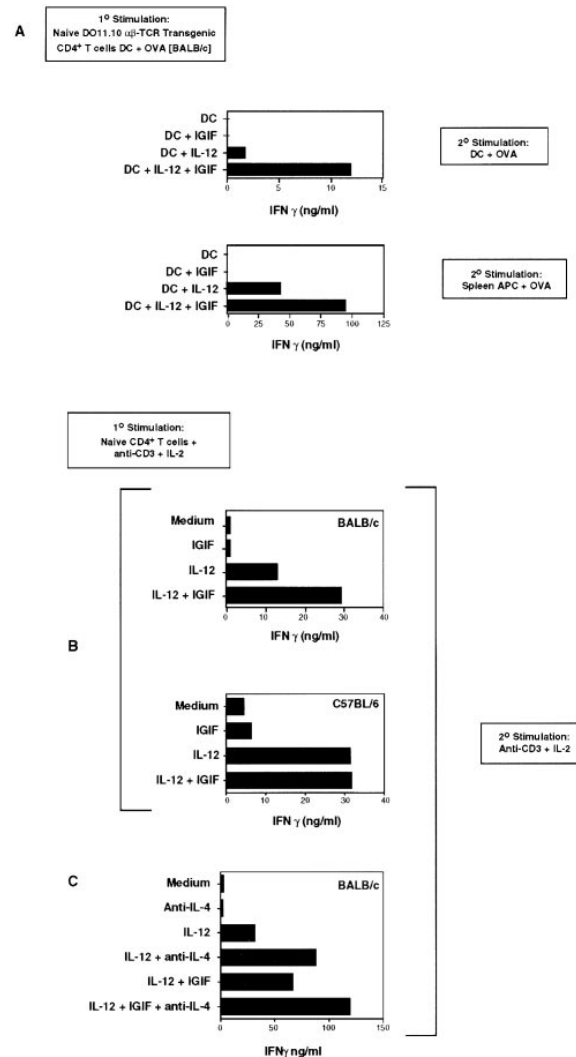 A
1º Stimulation:
Naive DO11.10 αβ-TCR Transgenic
CD4⁺ T cells DC + OVA [BALB/c]
DC
DC + IGIF
DC + IL-12
DC + IL-12 + IGIF
0 5 10 15
IFN γ (ng/ml)
2º Stimulation:
DC + OVA
DC
DC + IGIF
DC + IL-12
DC + IL-12 + IGIF
0 25 50 75 100 125
IFN γ (ng/ml)
2º Stimulation:
Spleen APC + OVA
1º Stimulation:
Naive CD4⁺ T cells +
anti-CD3 + IL-2
B
BALB/c
Medium
IGIF
IL-12
IL-12 + IGIF
0 10 20 30 40
IFN γ (ng/ml)
C57BL/6
Medium
IGIF
IL-12
IL-12 + IGIF
0 10 20 30 40
IFN γ (ng/ml)
2º Stimulation:
Anti-CD3 + IL-2
C
BALB/c
Medium
Anti-IL-4
IL-12
IL-12 + anti-IL-4
IL-12 + IGIF
IL-12 + IGIF + anti-IL-4
0 50 100 150
IFNγ ng/ml